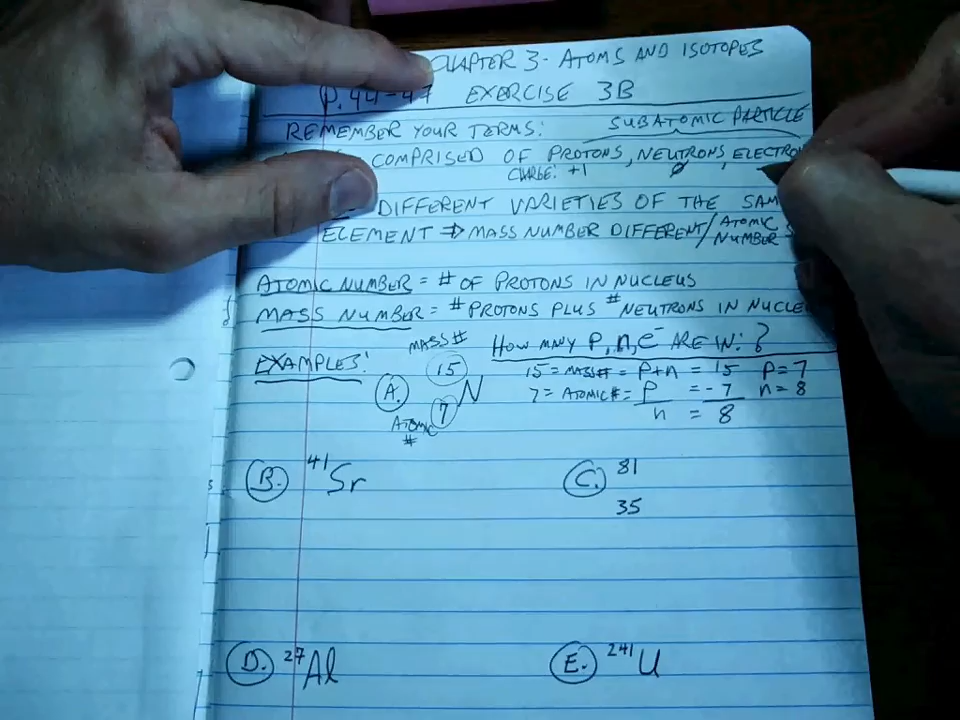 CHAPTER 3- ATOMS AND ISOTOPES
P. 44-47 EXERCISE 3B
REMEMBER YOUR TERMS: SUBATOMIC PARTICLE
COMPRISED OF PROTONS, NEUTRONS, ELECTRON
CHARGE: +1 Ø
DIFFERENT VARIETIES OF THE SAM
ELEMENT ⇒ MASS NUMBER DIFFERENT/ATOMIC NUMBER S
ATOMIC NUMBER = # OF PROTONS IN NUCLEUS
MASS NUMBER = # PROTONS PLUS # NEUTRONS IN NUCLE
EXAMPLES: MASS # HOW MANY P, n, e⁻ ARE IN: ?
A. 15 N 7 ATOMIC #
15 = MASS# = P+n = 15 P=7
7 = ATOMIC# = P = -7 n=8
n = 8
B. 41 Sr C. 81 35
D. 27 Al E. 241 U